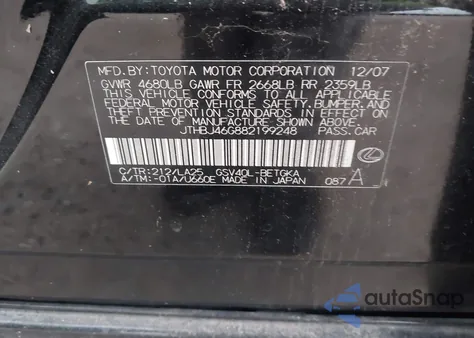 MFD.BY:TOYOTA MOTOR CORPORATION 12/07
GVWR 4680LB GAWR FR 2668LB RR 2359LB
THIS VEHICLE CONFORMS TO ALL APPLICABLE
FEDERAL MOTOR VEHICLE SAFETY, BUMPER, AND
THEFT PREVENTION STANDARDS IN EFFECT ON
THE DATE OF MANUFACTURE SHOWN ABOVE.
JTHBJ46G882199248 PASS.CAR
C/TR:212/LA25 GSV40L-BETGKA
A/TM:-01A/U660E MADE IN JAPAN 087 A
autoSnap